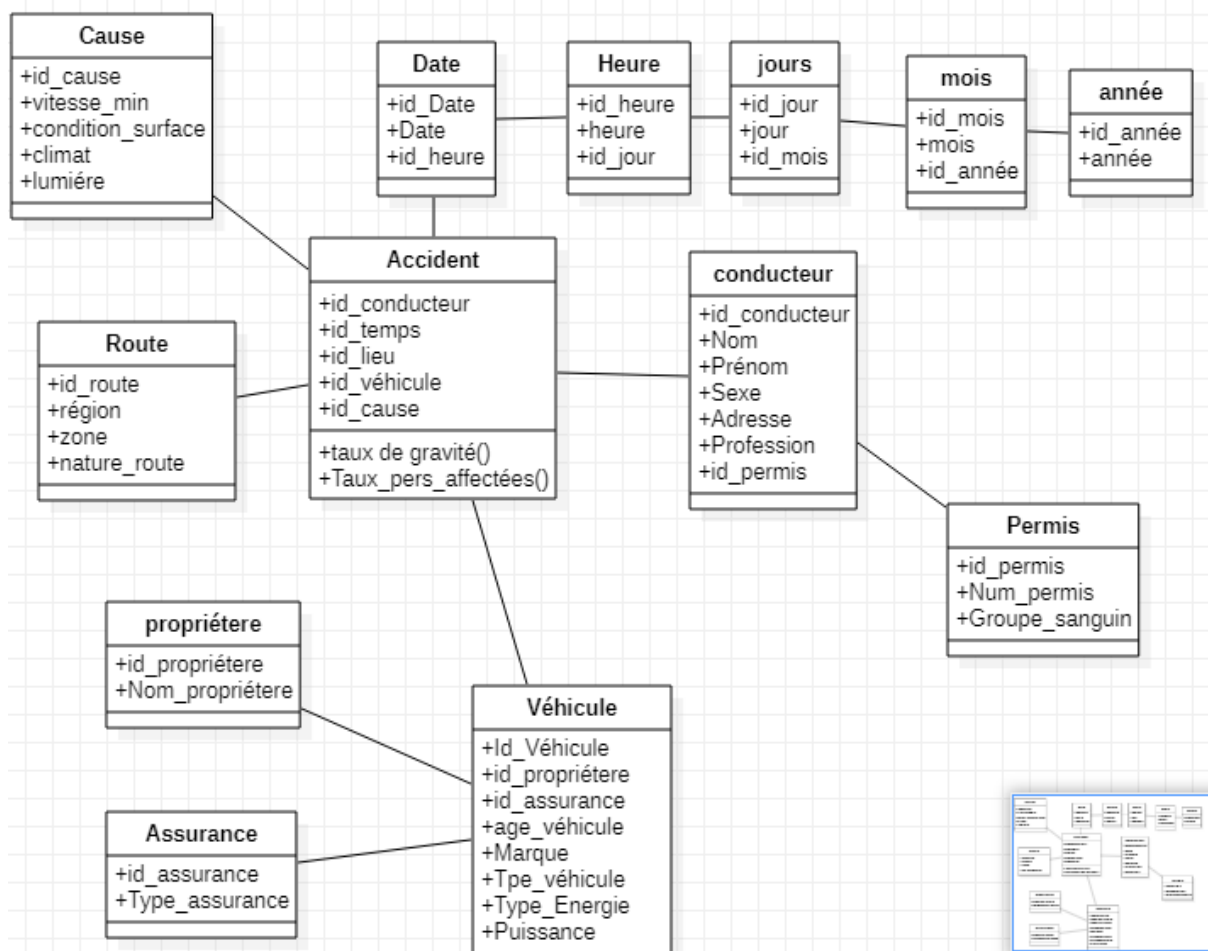 Cause
+id_cause
+vitesse_min
+condition_surface
+climat
+lumiére
Date
+id_Date
+Date
+id_heure
Heure
+id_heure
+heure
+id_jour
jours
+id_jour
+jour
+id_mois
mois
+id_mois
+mois
+id_année
année
+id_année
+année
Accident
+id_conducteur
+id_temps
+id_lieu
+id_véhicule
+id_cause
+taux de gravité()
+Taux_pers_affectées()
conducteur
+id_conducteur
+Nom
+Prénom
+Sexe
+Adresse
+Profession
+id_permis
Route
+id_route
+région
+zone
+nature_route
Permis
+id_permis
+Num_permis
+Groupe_sanguin
propriétere
+id_propriétere
+Nom_propriétere
Véhicule
+Id_Véhicule
+id_propriétere
+id_assurance
+age_véhicule
+Marque
+Tpe_véhicule
+Type_Energie
+Puissance
Assurance
+id_assurance
+Type_assurance